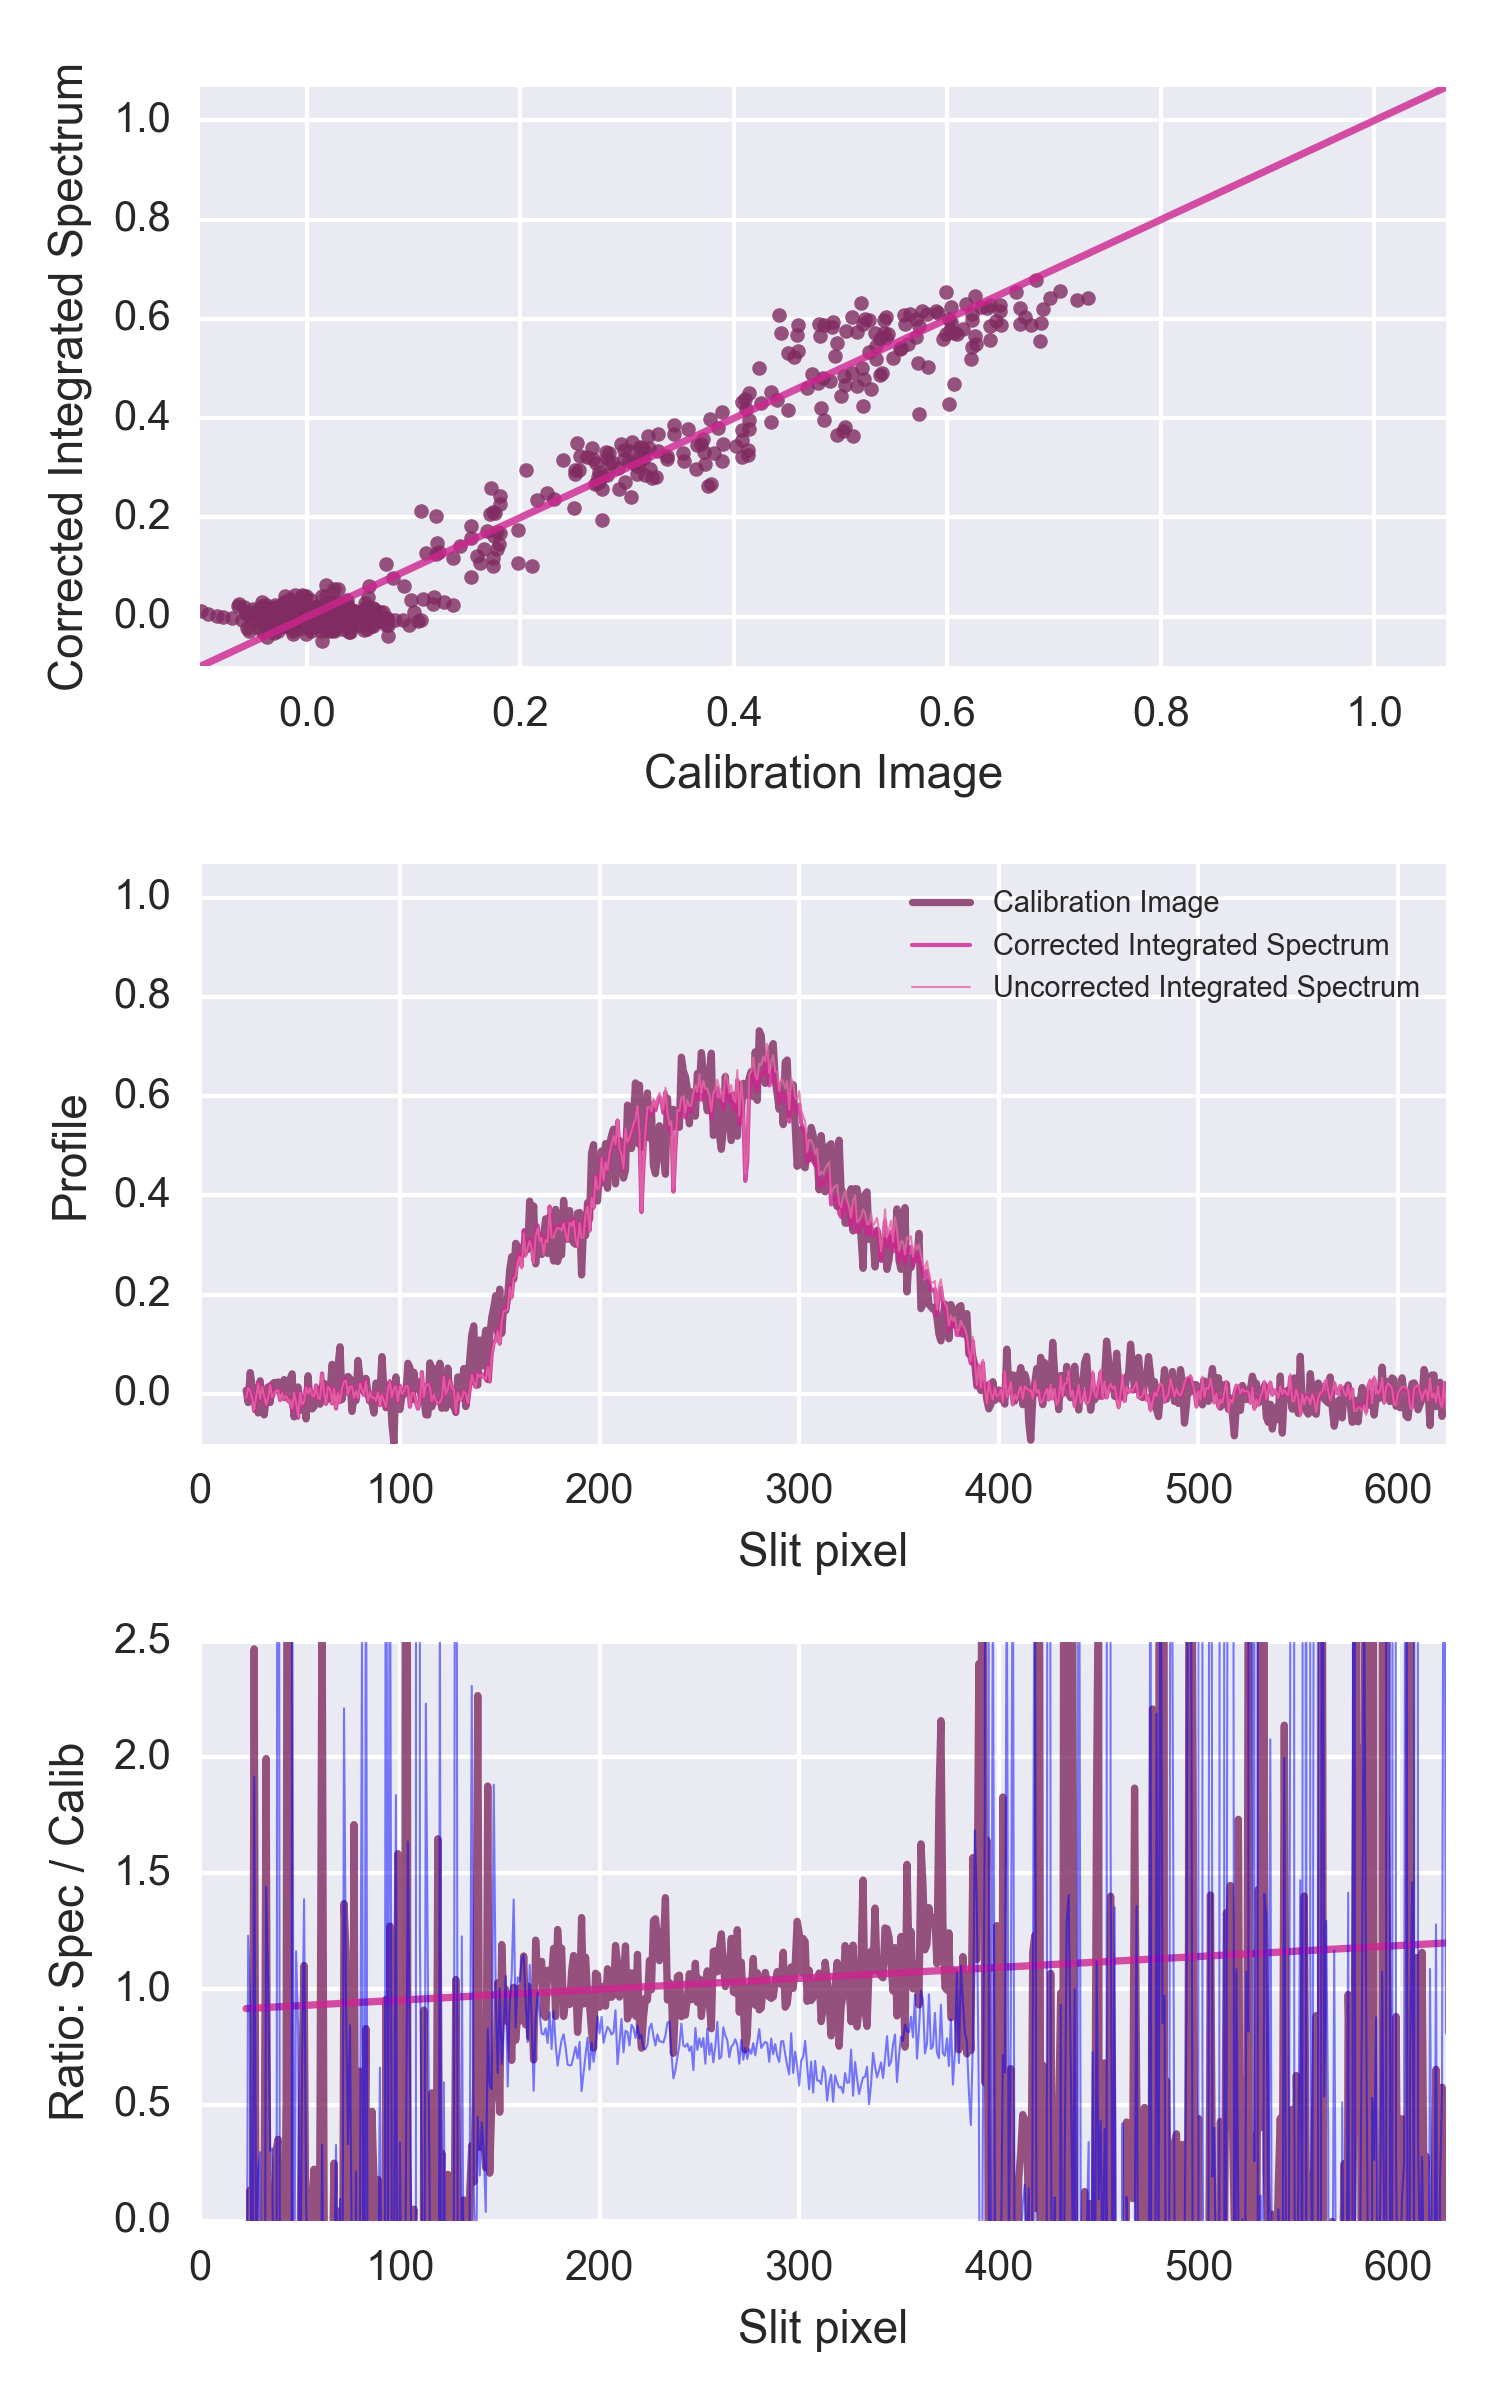 Corrected Integrated Spectrum
1.0
0.8
0.6
0.4
0.2
0.0
0.0 0.2 0.4 0.6 0.8 1.0
Calibration Image
Profile
1.0
0.8
0.6
0.4
0.2
0.0
Calibration Image
Corrected Integrated Spectrum
Uncorrected Integrated Spectrum
0 100 200 300 400 500 600
Slit pixel
Ratio: Spec / Calib
2.5
2.0
1.5
1.0
0.5
0.0
0 100 200 300 400 500 600
Slit pixel